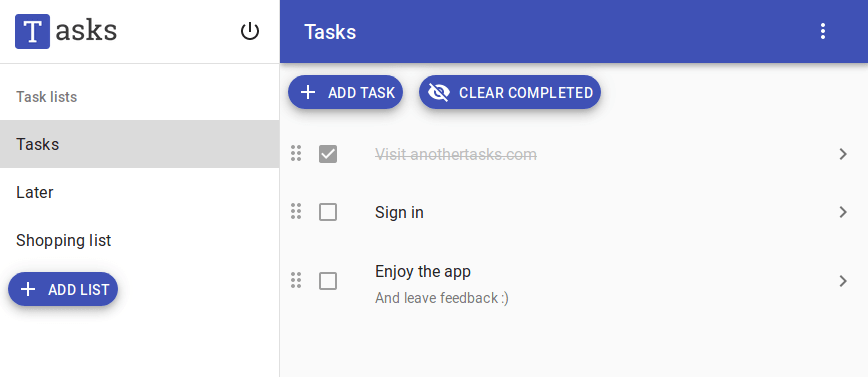 Tasks
Tasks
Task lists
Tasks
Later
Shopping list
ADD LIST
ADD TASK
CLEAR COMPLETED
Visit anothertasks.com
Sign in
Enjoy the app
And leave feedback :)